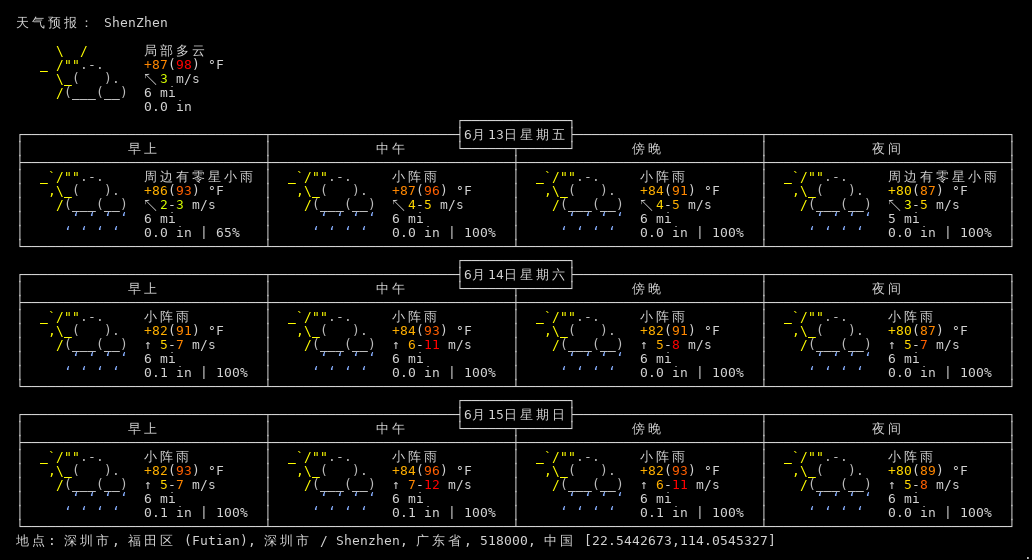 天气预报： ShenZhen
局部多云
+87(98) °F
↖3 m/s
6 mi
0.0 in
6月13日星期五
早上 中午 傍晚 夜间
周边有零星小雨 小阵雨 小阵雨 周边有零星小雨
+86(93) °F +87(96) °F +84(91) °F +80(87) °F
↖2-3 m/s ↖4-5 m/s ↖4-5 m/s ↖3-5 m/s
6 mi 6 mi 6 mi 5 mi
0.0 in | 65% 0.0 in | 100% 0.0 in | 100% 0.0 in | 100%
6月14日星期六
早上 中午 傍晚 夜间
小阵雨 小阵雨 小阵雨 小阵雨
+82(91) °F +84(93) °F +82(91) °F +80(87) °F
↑ 5-7 m/s ↑ 6-11 m/s ↑ 5-8 m/s ↑ 5-7 m/s
6 mi 6 mi 6 mi 6 mi
0.1 in | 100% 0.0 in | 100% 0.0 in | 100% 0.0 in | 100%
6月15日星期日
早上 中午 傍晚 夜间
小阵雨 小阵雨 小阵雨 小阵雨
+82(93) °F +84(96) °F +82(93) °F +80(89) °F
↑ 5-7 m/s ↑ 7-12 m/s ↑ 6-11 m/s ↑ 5-8 m/s
6 mi 6 mi 6 mi 6 mi
0.1 in | 100% 0.1 in | 100% 0.1 in | 100% 0.0 in | 100%
地点: 深圳市, 福田区 (Futian), 深圳市 / Shenzhen, 广东省, 518000, 中国 [22.5442673,114.0545327]